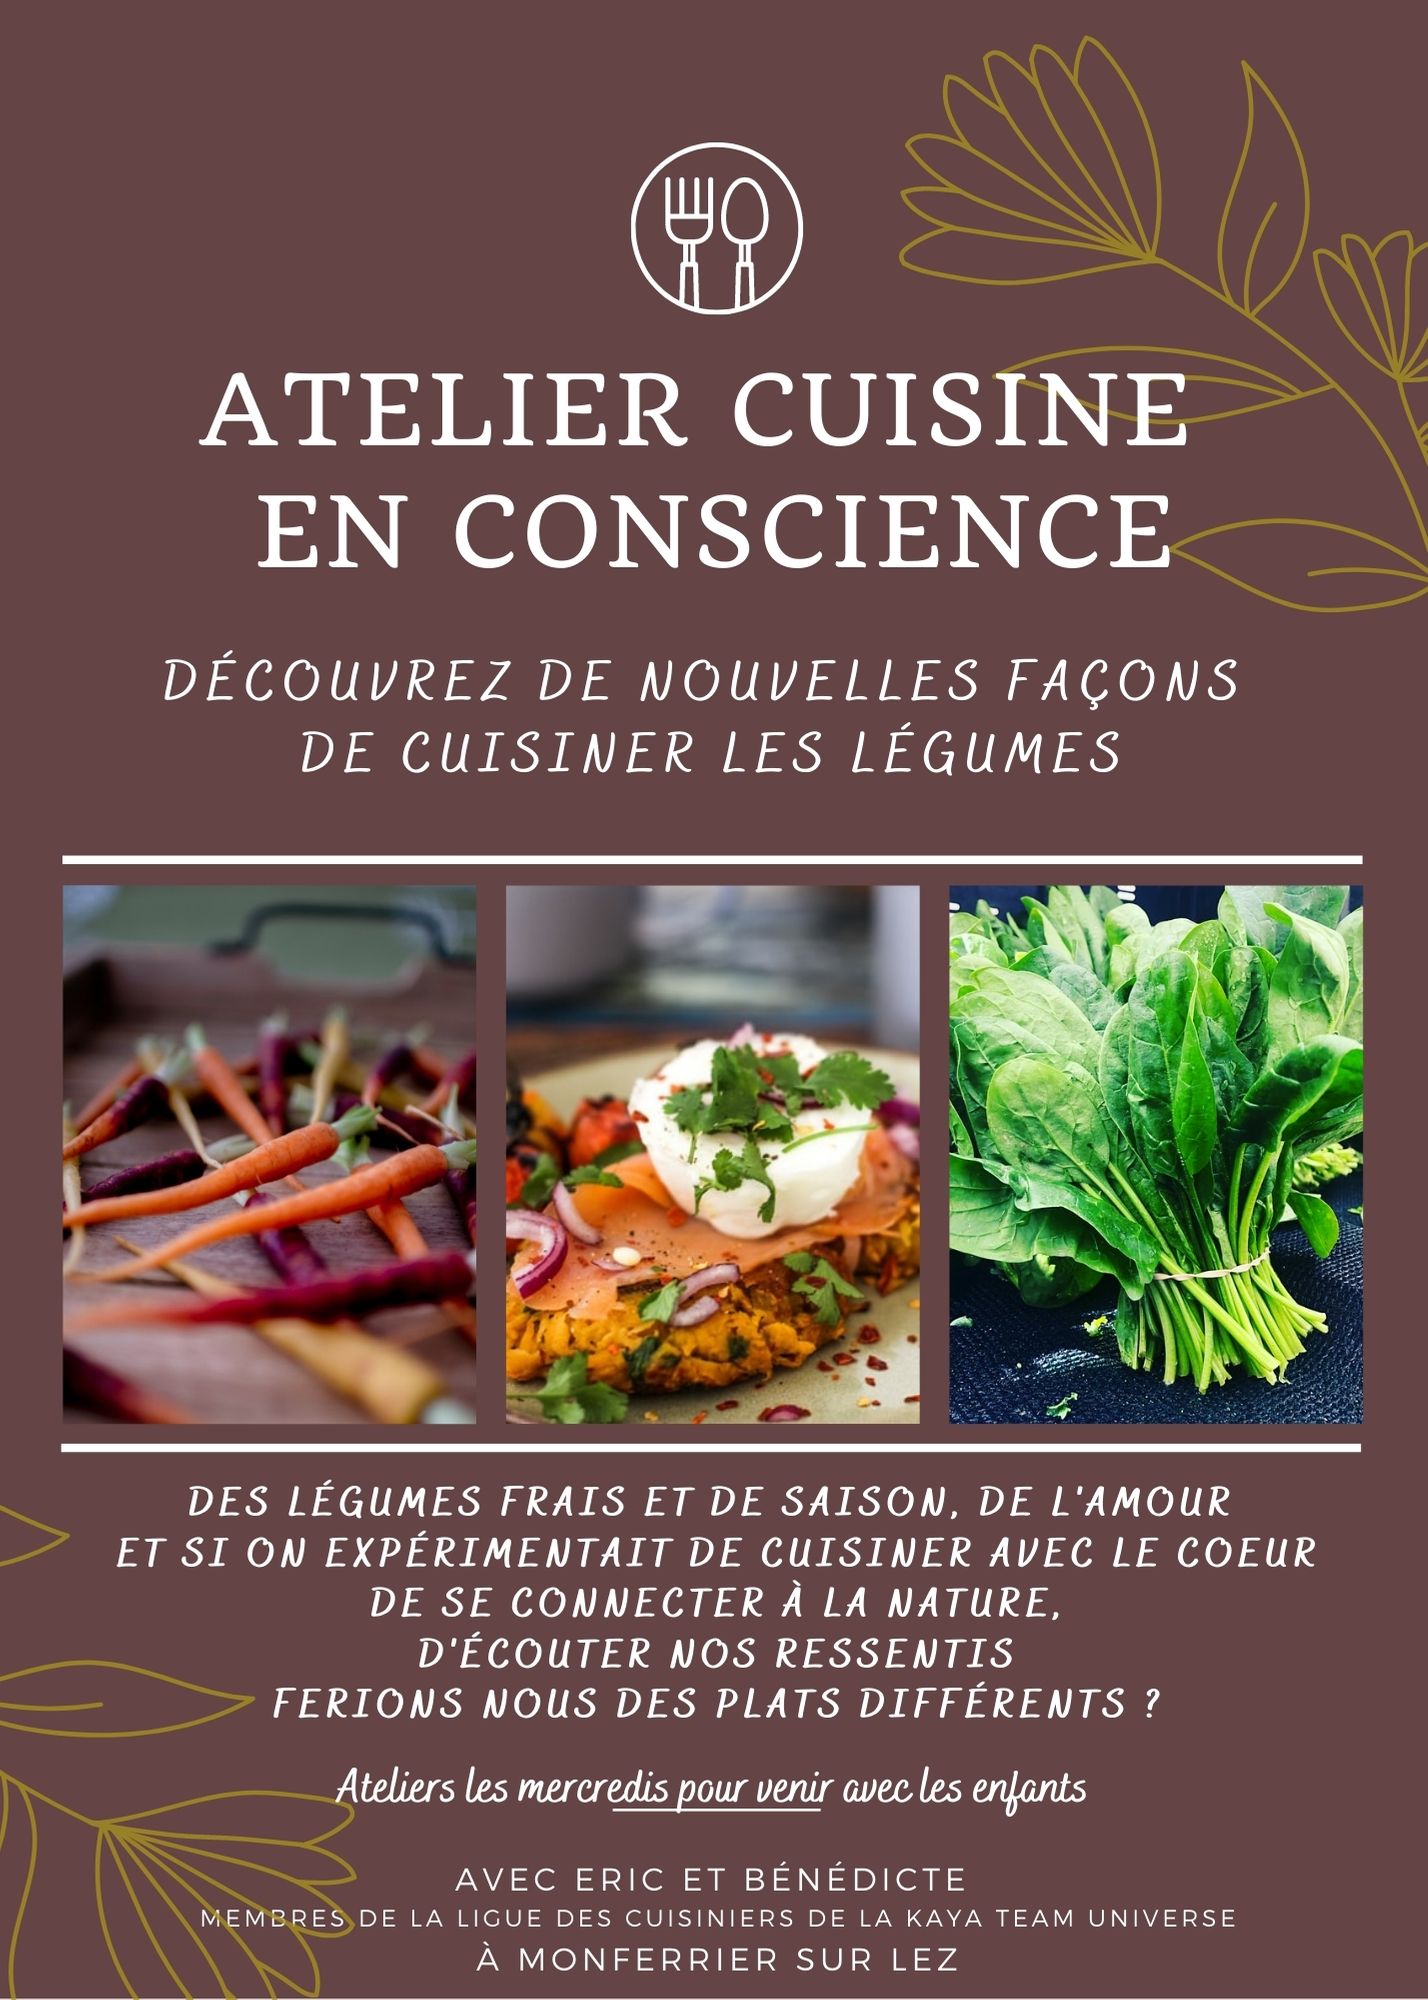 ATELIER CUISINE
EN CONSCIENCE
DÉCOUVREZ DE NOUVELLES FAÇONS
DE CUISINER LES LÉGUMES
DES LÉGUMES FRAIS ET DE SAISON, DE L'AMOUR
ET SI ON EXPÉRIMENTAIT DE CUISINER AVEC LE COEUR
DE SE CONNECTER À LA NATURE,
D'ÉCOUTER NOS RESSENTIS
FERIONS NOUS DES PLATS DIFFÉRENTS ?
Ateliers les mercredis pour venir avec les enfants
AVEC ERIC ET BÉNÉDICTE
MEMBRES DE LA LIGUE DES CUISINIERS DE LA KAYA TEAM UNIVERSE
À MONFERRIER SUR LEZ